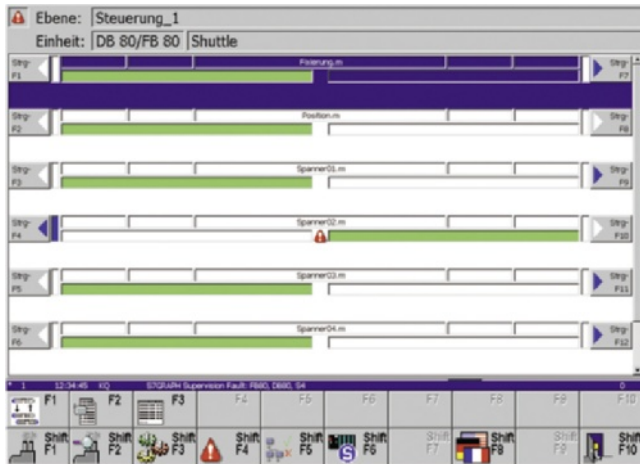 Ebene: Steuerung_1
Einheit: DB 80/FB 80 Shuttle
Strg- Fixierung.m Strg-
F1 F7
Strg- Position.m Strg-
F2 F8
Strg- Spanner01.m Strg-
F3 F9
Strg- Spanner02.m Strg-
F4 F10
Strg- Spanner03.m Strg-
F5 F11
Strg- Spanner04.m Strg-
F6 F12
* 1 12:34:45 KQ S7GRAPH Supervision Fault: FB80, DB80, S4 0
F1 F2 F3 F4 F5 F6 F7 F8 F9 F10
Shift Shift Shift Shift Shift Shift Shift Shift Shift Shift
F1 F2 F3 F4 F5 F6 F7 F8 F9 F10
S